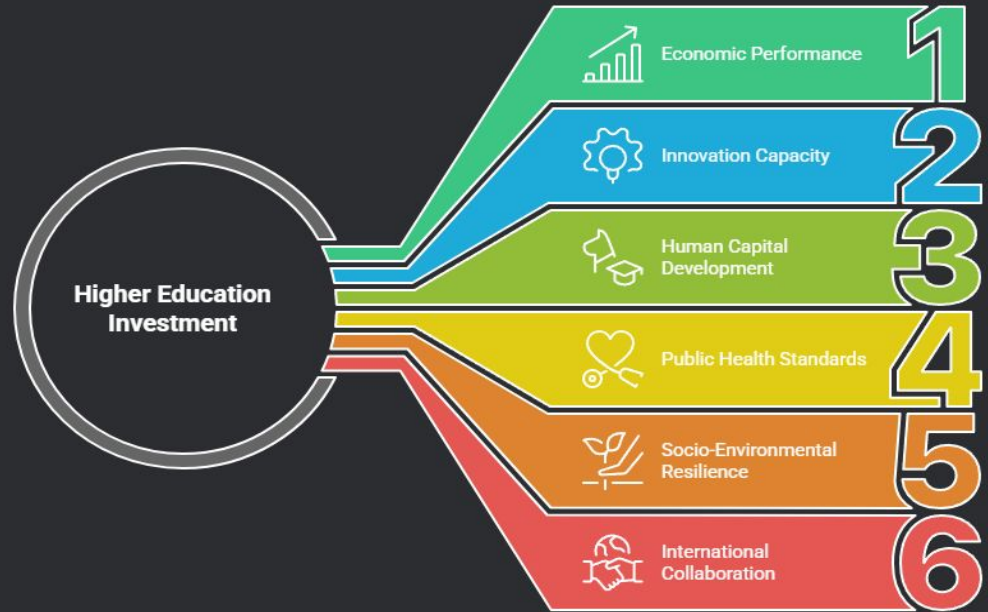 Higher Education
Investment
Economic Performance
1
Innovation Capacity
2
Human Capital
Development
3
Public Health Standards
4
Socio-Environmental
Resilience
5
International
Collaboration
6